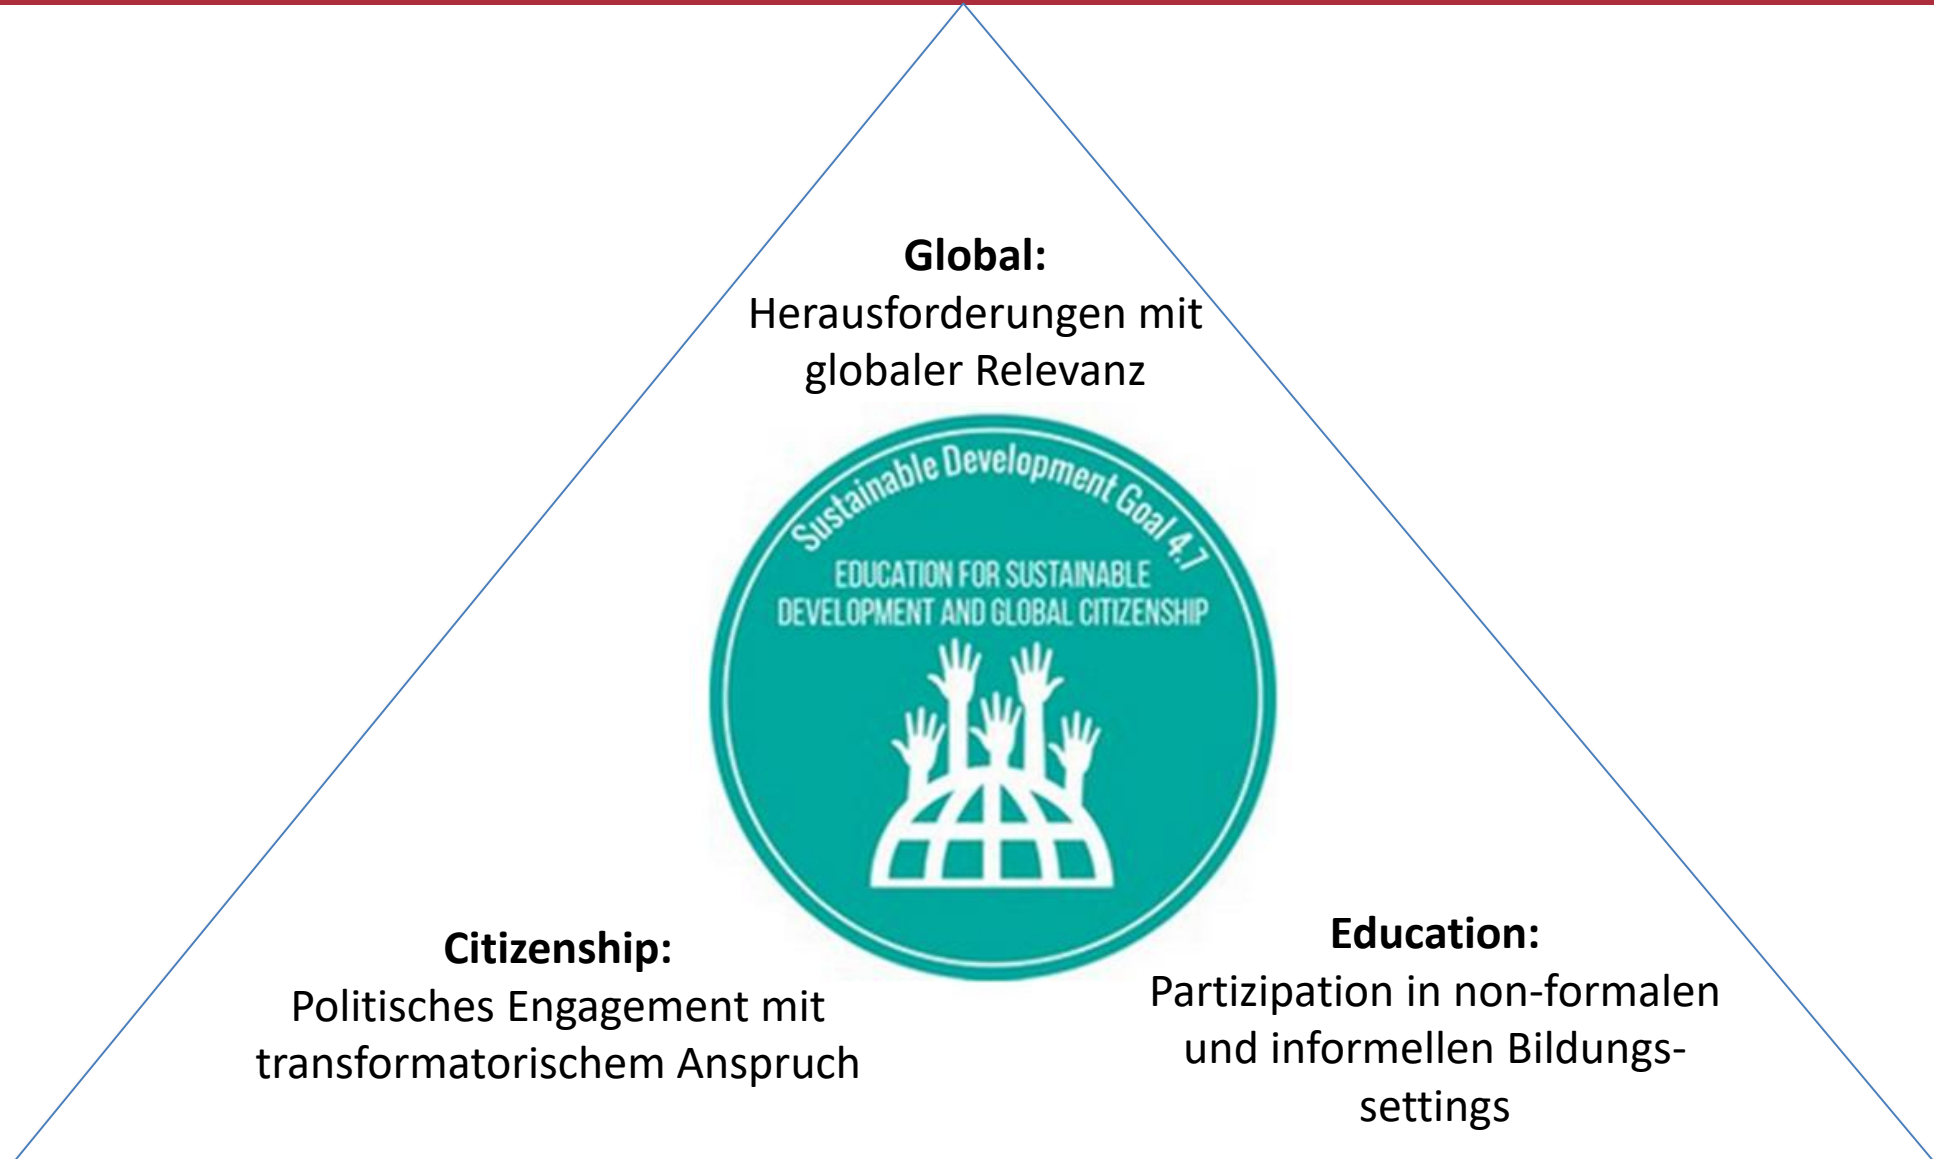 Global:
Herausforderungen mit
globaler Relevanz
Sustainable Development Goal 4.7
EDUCATION FOR SUSTAINABLE
DEVELOPMENT AND GLOBAL CITIZENSHIP
Citizenship:
Politisches Engagement mit
transformatorischem Anspruch
Education:
Partizipation in non-formalen
und informellen Bildungs-
settings